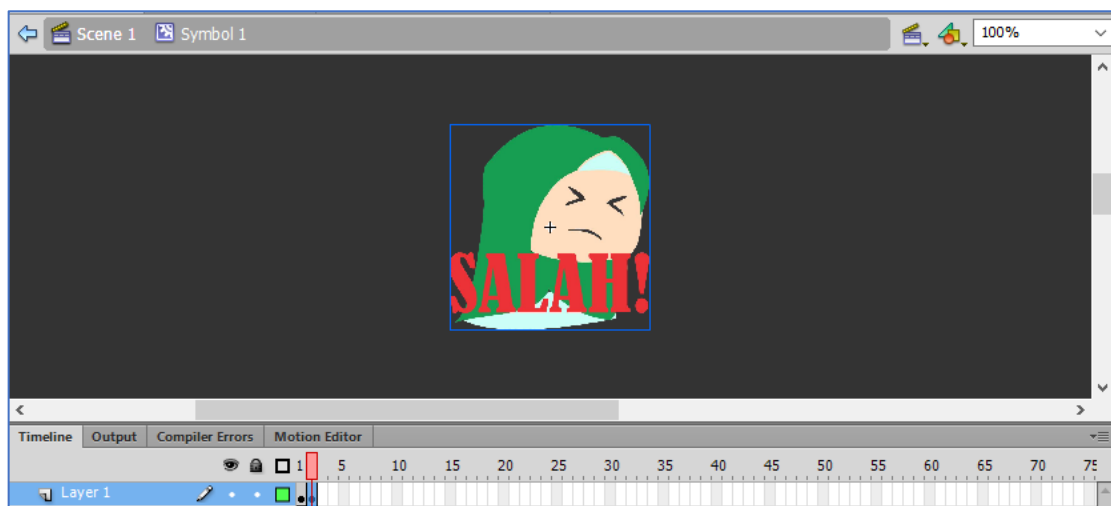 Scene 1 Symbol 1 100%
SALAH!
Timeline Output Compiler Errors Motion Editor
1 5 10 15 20 25 30 35 40 45 50 55 60 65 70 75
Layer 1